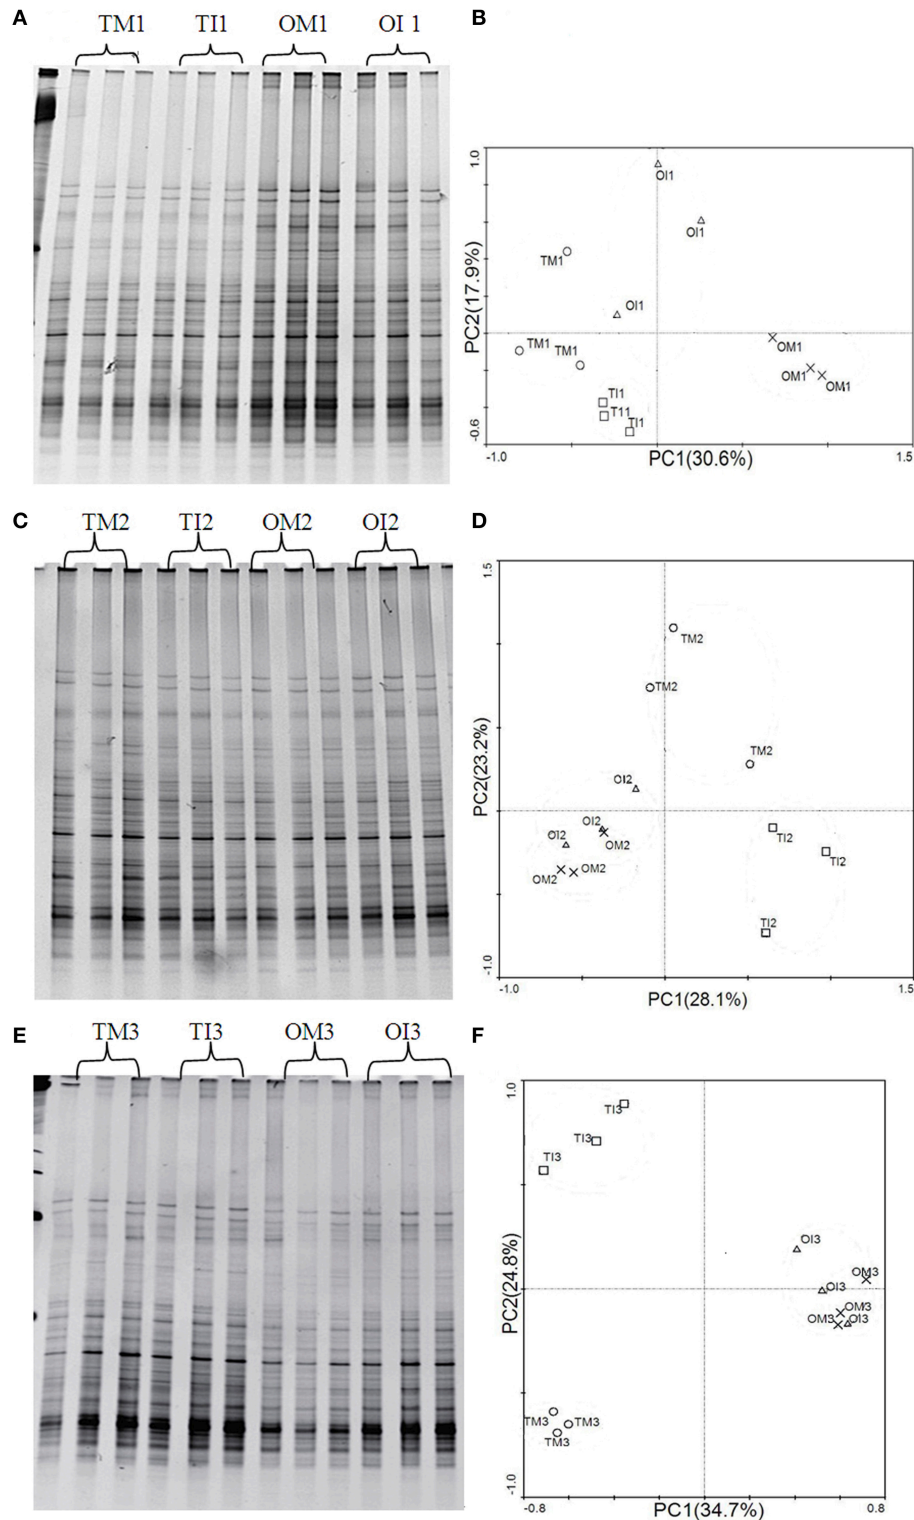 A
TM1 TI1 OM1 OI 1
B
1.0
PC2(17.9%)
-0.6
OI1
OI1
TM1
OI1
TM1 TM1
OM1
OM1 OM1
TI1
T11
TI1
-1.0 PC1(30.6%) 1.5
C
TM2 TI2 OM2 OI2
D
1.5
PC2(23.2%)
-1.0
TM2
TM2
TM2
OI2
OI2
OI2
OM2
OM2 OM2
TI2
TI2
TI2
-1.0 PC1(28.1%) 1.5
E
TM3 TI3 OM3 OI3
F
1.0
PC2(24.8%)
-1.0
TI3
TI3
TI3
OI3
OM3
OI3
OM3
OM3 OI3
TM3 TM3
TM3
-0.8 PC1(34.7%) 0.8